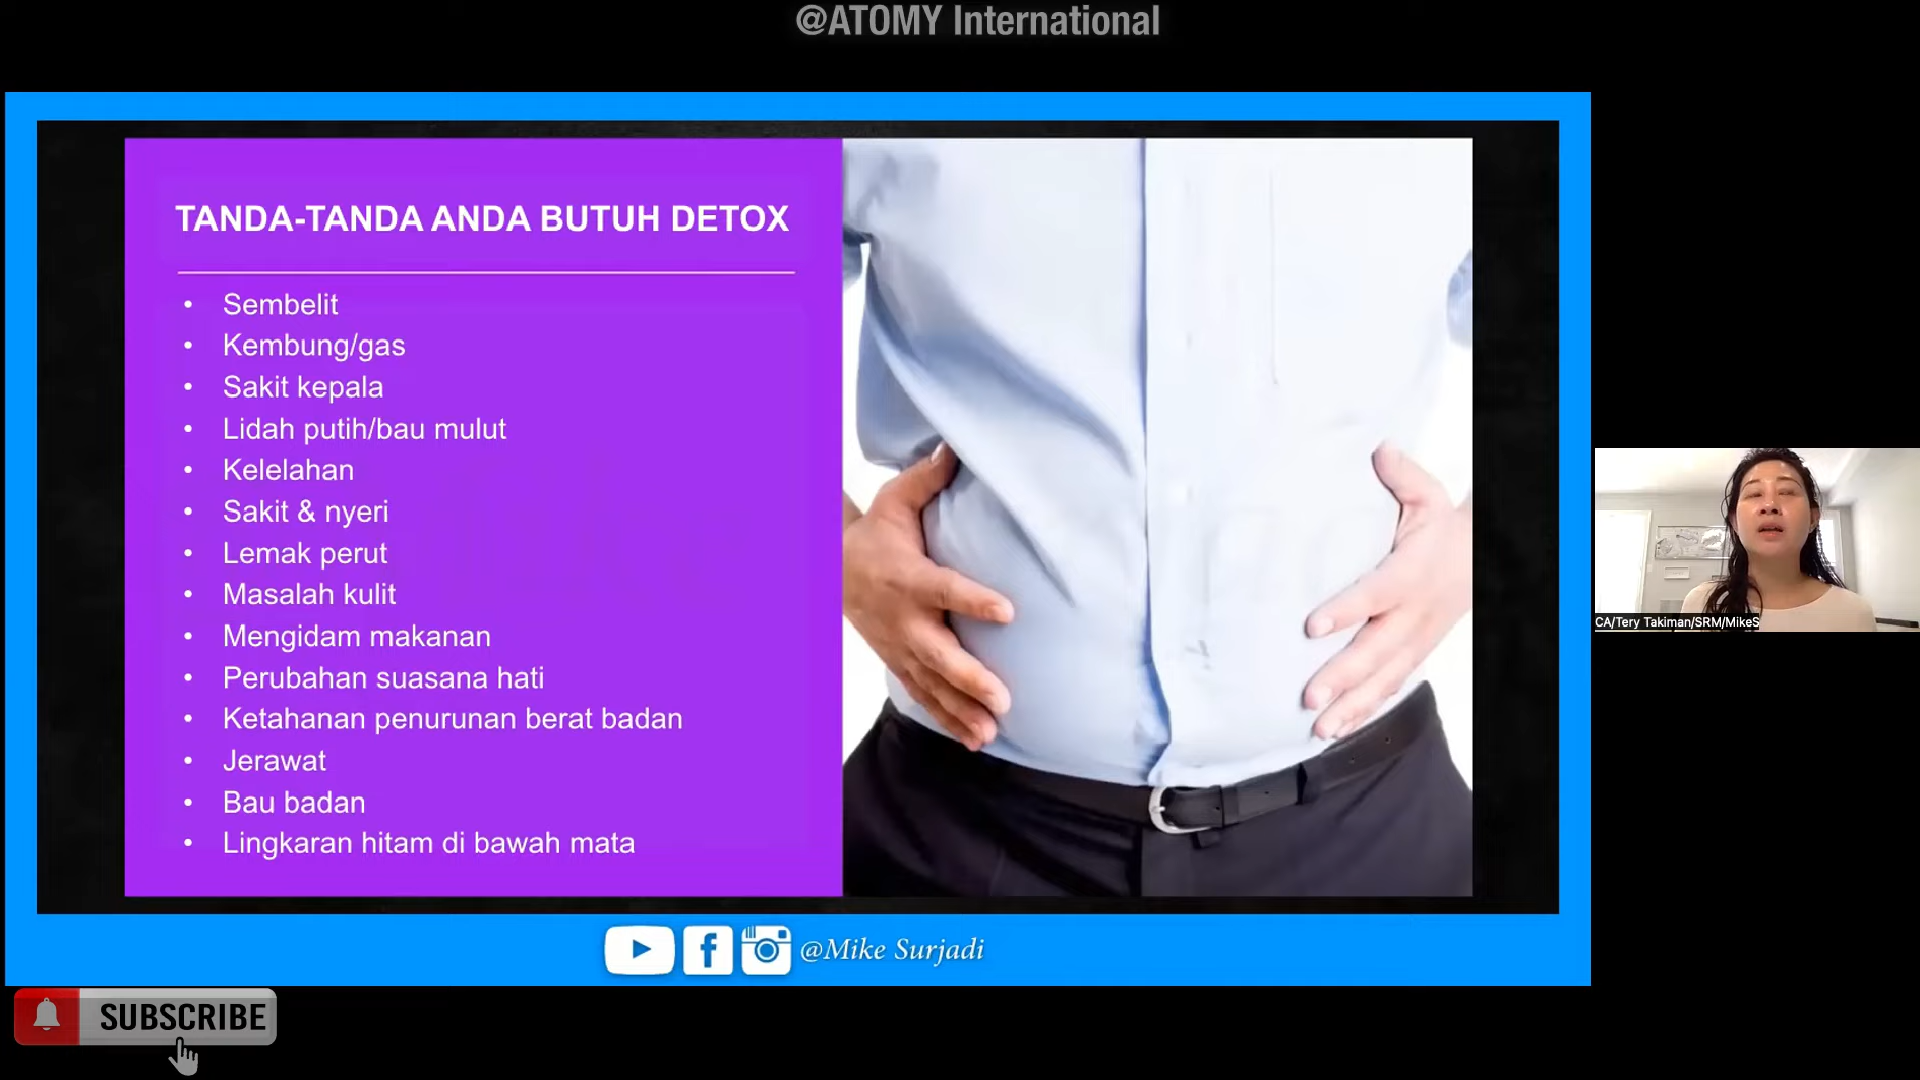 @ATOMY International
TANDA-TANDA ANDA BUTUH DETOX
• Sembelit
• Kembung/gas
• Sakit kepala
• Lidah putih/bau mulut
• Kelelahan
• Sakit & nyeri
• Lemak perut
• Masalah kulit
• Mengidam makanan
• Perubahan suasana hati
• Ketahanan penurunan berat badan
• Jerawat
• Bau badan
• Lingkaran hitam di bawah mata
CA/Tery Takiman/SRM/MikeS
@Mike Surjadi
SUBSCRIBE